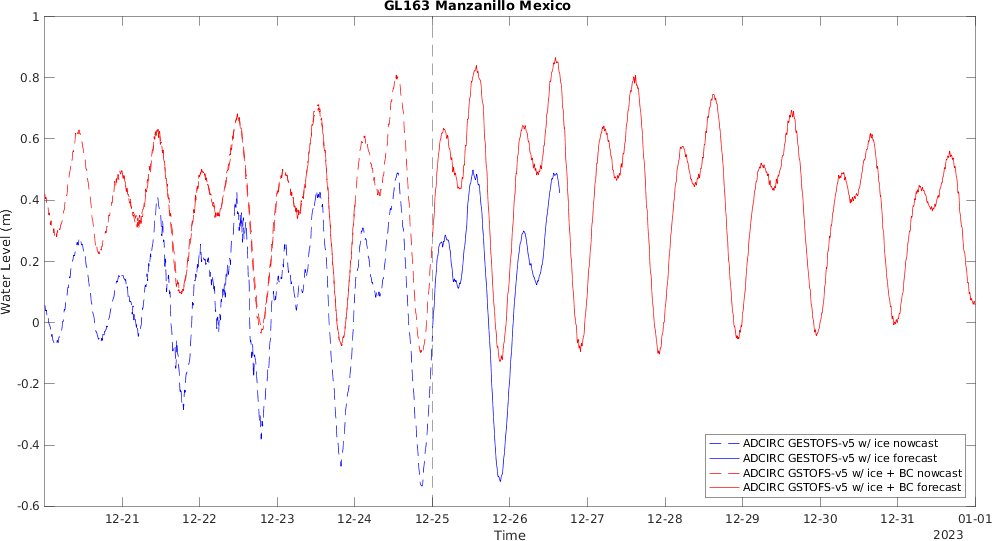 GL163 Manzanillo Mexico
Water Level (m)
1
0.8
0.6
0.4
0.2
0
-0.2
-0.4
-0.6
ADCIRC GESTOFS-v5 w/ ice nowcast
ADCIRC GESTOFS-v5 w/ ice forecast
ADCIRC GSTOFS-v5 w/ ice + BC nowcast
ADCIRC GSTOFS-v5 w/ ice + BC forecast
12-21 12-22 12-23 12-24 12-25 12-26 12-27 12-28 12-29 12-30 12-31 01-01
Time
2023